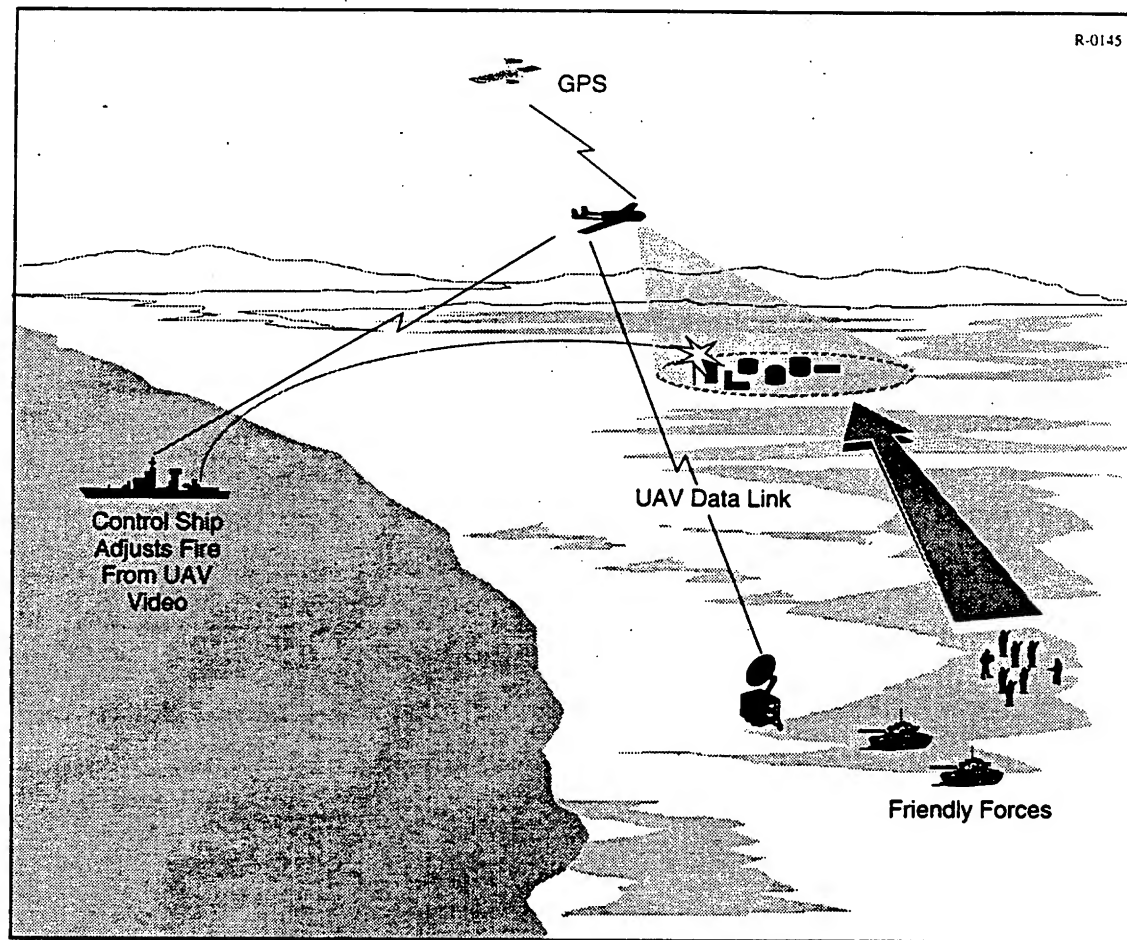 R-0145
GPS
UAV Data Link
Control Ship
Adjusts Fire
From UAV
Video
Friendly Forces